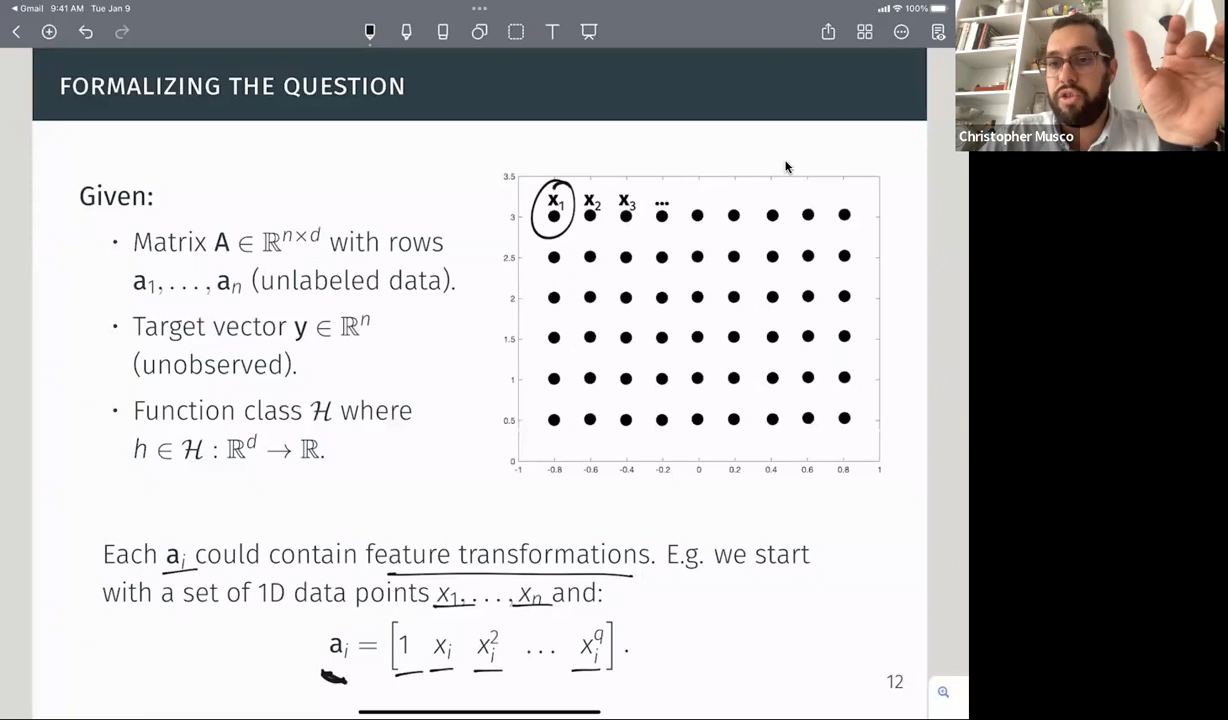 Gmail 9:41 AM Tue Jan 9 100%
FORMALIZING THE QUESTION
Christopher Musco
Given:
· Matrix A ∈ ℝⁿˣᵈ with rows
a₁, . . . , aₙ (unlabeled data).
· Target vector y ∈ ℝⁿ
(unobserved).
· Function class ℋ where
h ∈ ℋ : ℝᵈ → ℝ.
3.5
x₁ x₂ x₃ ...
3
2.5
2
1.5
1
0.5
0
-1 -0.8 -0.6 -0.4 -0.2 0 0.2 0.4 0.6 0.8 1
Each aᵢ could contain feature transformations. E.g. we start
with a set of 1D data points x₁, . . . , xₙ and:
aᵢ = [1 xᵢ xᵢ² . . . xᵢ^q] .
12